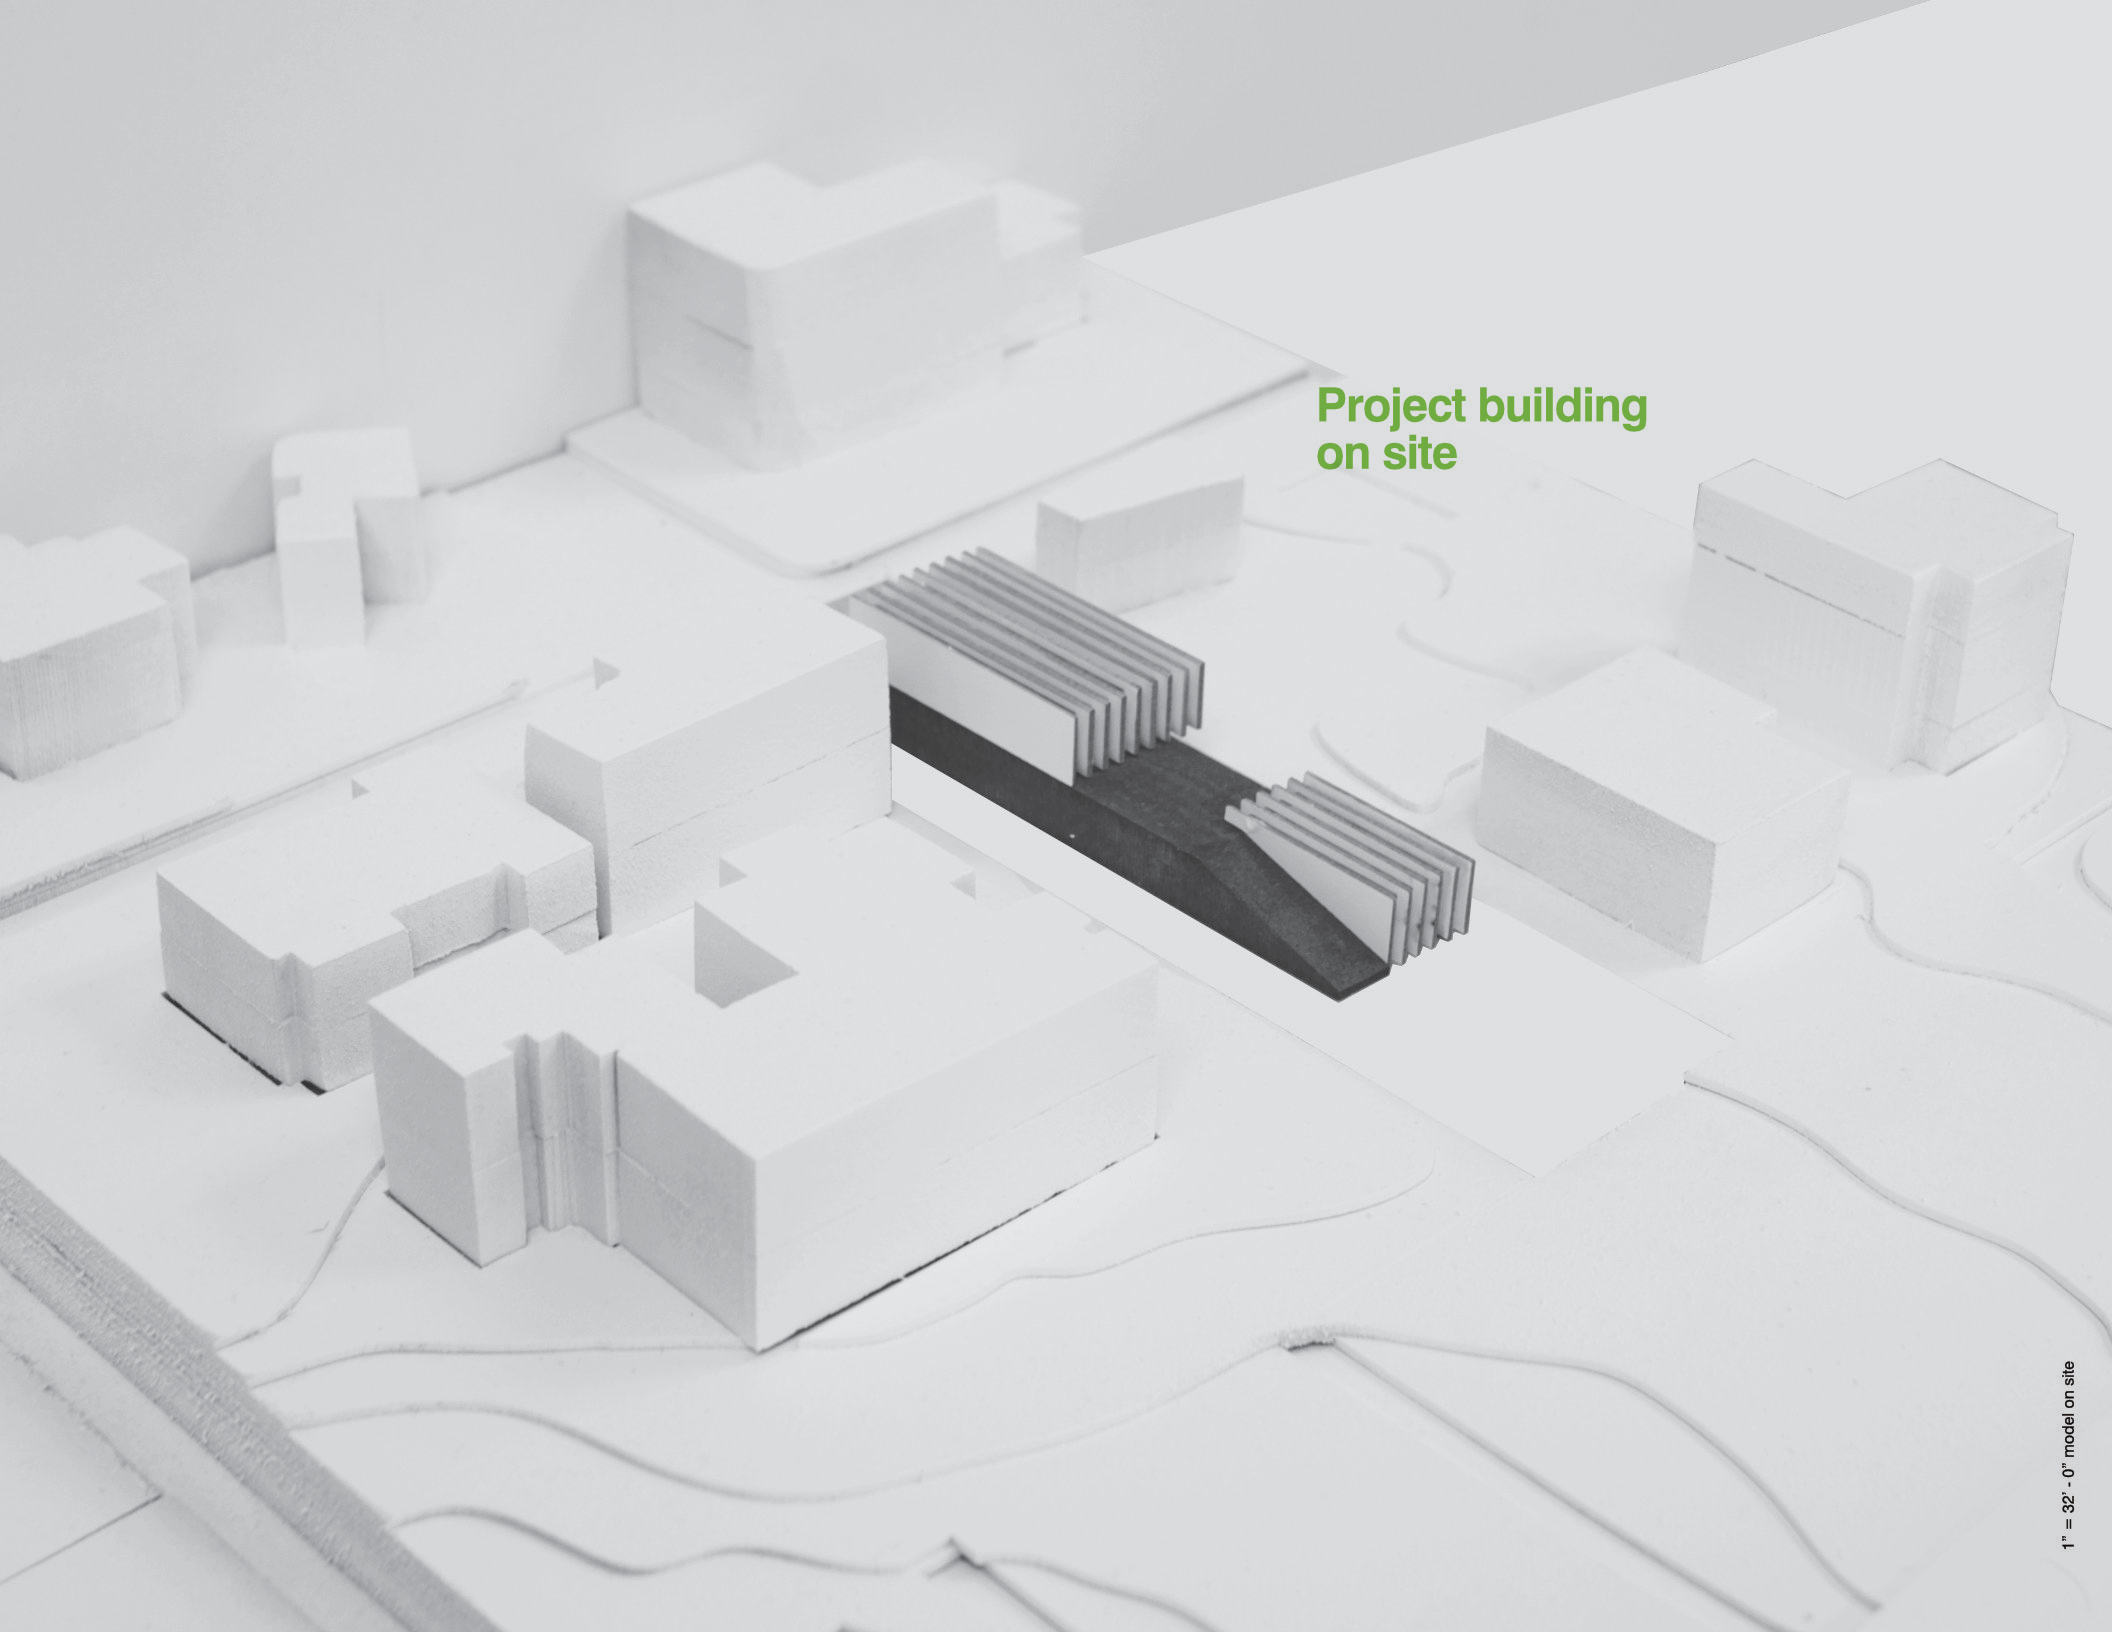 Project building
on site
1” = 32’ - 0” model on site